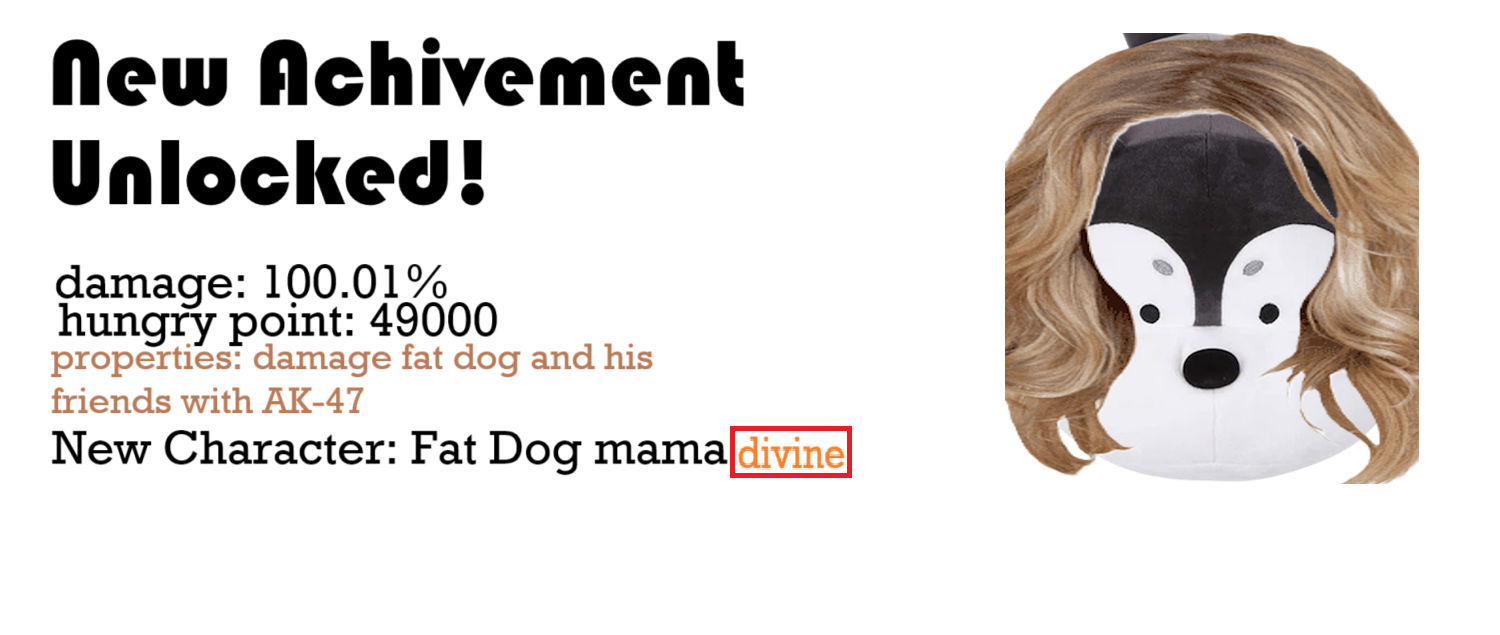 New Achivement
Unlocked!
damage: 100.01%
hungry point: 49000
properties: damage fat dog and his
friends with AK-47
New Character: Fat Dog mama divine